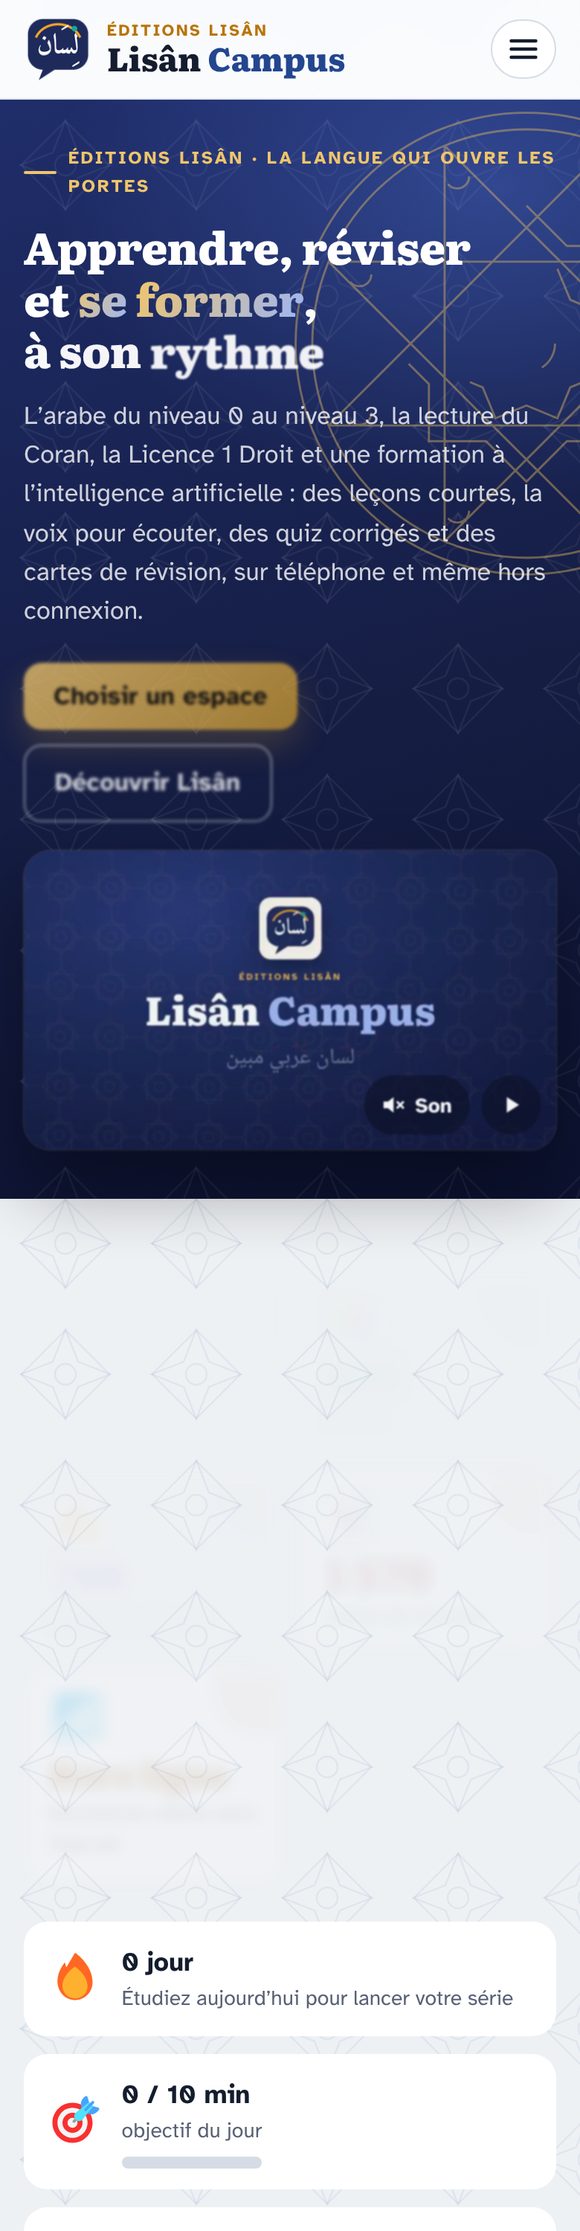 لِسَان
ÉDITIONS LISÂN
Lisân Campus
ÉDITIONS LISÂN · LA LANGUE QUI OUVRE LES
PORTES
Apprendre, réviser
et se former,
à son rythme
L’arabe du niveau 0 au niveau 3, la lecture du
Coran, la Licence 1 Droit et une formation à
l’intelligence artificielle : des leçons courtes, la
voix pour écouter, des quiz corrigés et des
cartes de révision, sur téléphone et même hors
connexion.
Choisir un espace
Découvrir Lisân
لِسَان
ÉDITIONS LISÂN
Lisân Campus
لسان عربي مبين
Son
0 jour
Étudiez aujourd’hui pour lancer votre série
0 / 10 min
objectif du jour